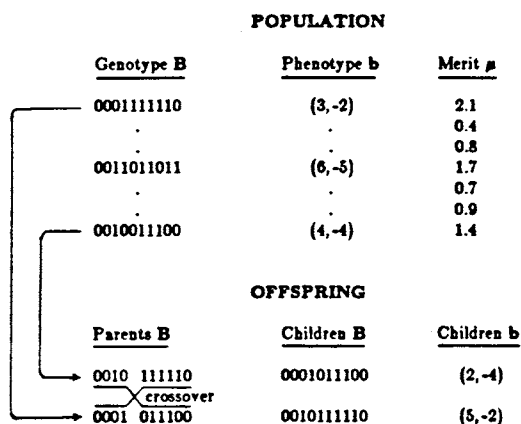 POPULATION
Genotype B Phenotype b Merit μ
0001111110 (3,-2) 2.1
. . 0.4
. . 0.8
0011011011 (6,-5) 1.7
. . 0.7
. . 0.9
0010011100 (4,-4) 1.4
OFFSPRING
Parents B Children B Children b
0010 111110 0001011100 (2,-4)
crossover
0001 011100 0010111110 (5,-2)